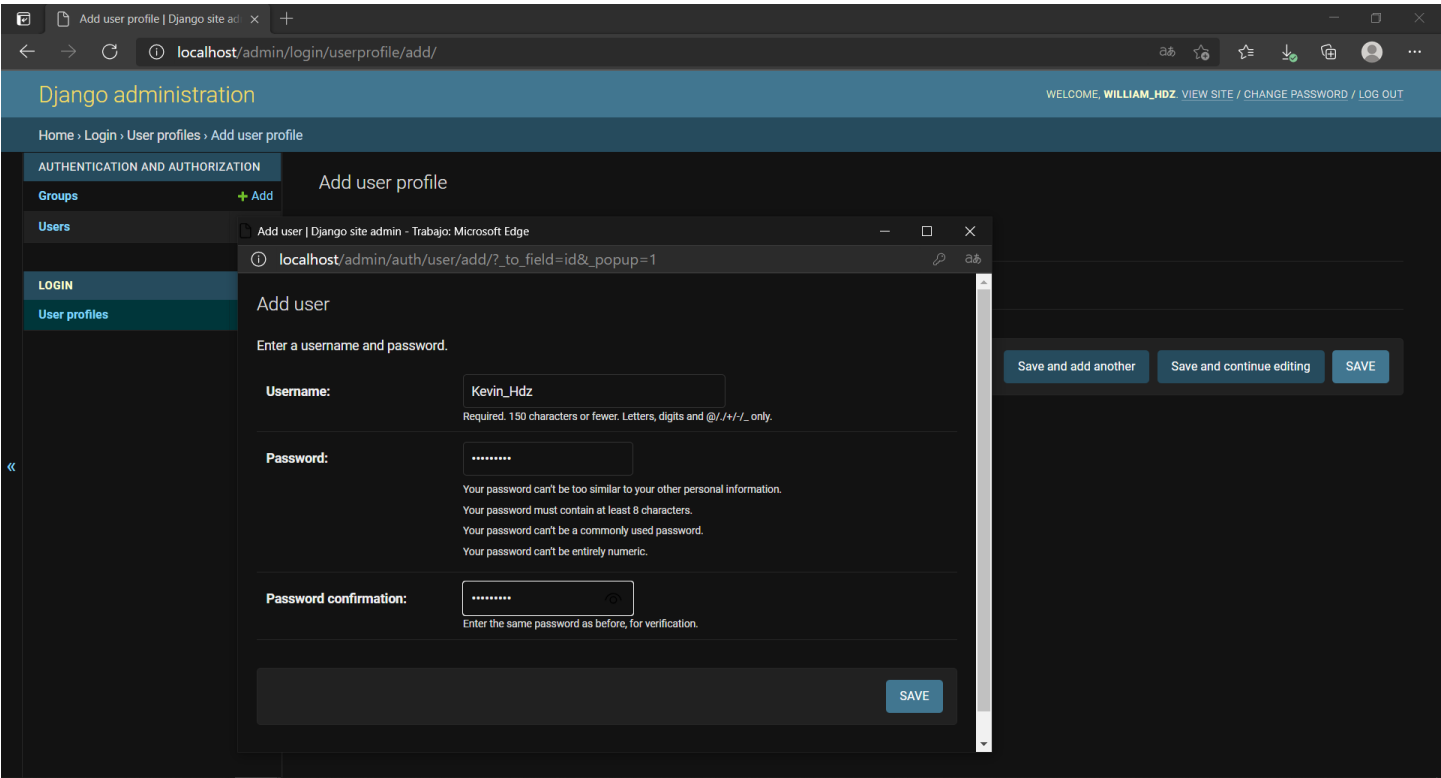 Add user profile | Django site ad
localhost/admin/login/userprofile/add/
Django administration
WELCOME, WILLIAM_HDZ. VIEW SITE / CHANGE PASSWORD / LOG OUT
Home › Login › User profiles › Add user profile
AUTHENTICATION AND AUTHORIZATION
Groups
+ Add
Users
LOGIN
User profiles
«
Add user profile
Save and add another
Save and continue editing
SAVE
Add user | Django site admin - Trabajo: Microsoft Edge
localhost/admin/auth/user/add/?_to_field=id&_popup=1
Add user
Enter a username and password.
Username:
Kevin_Hdz
Required. 150 characters or fewer. Letters, digits and @/./+/-/_ only.
Password:
•••••••••
Your password can't be too similar to your other personal information.
Your password must contain at least 8 characters.
Your password can't be a commonly used password.
Your password can't be entirely numeric.
Password confirmation:
•••••••••
Enter the same password as before, for verification.
SAVE